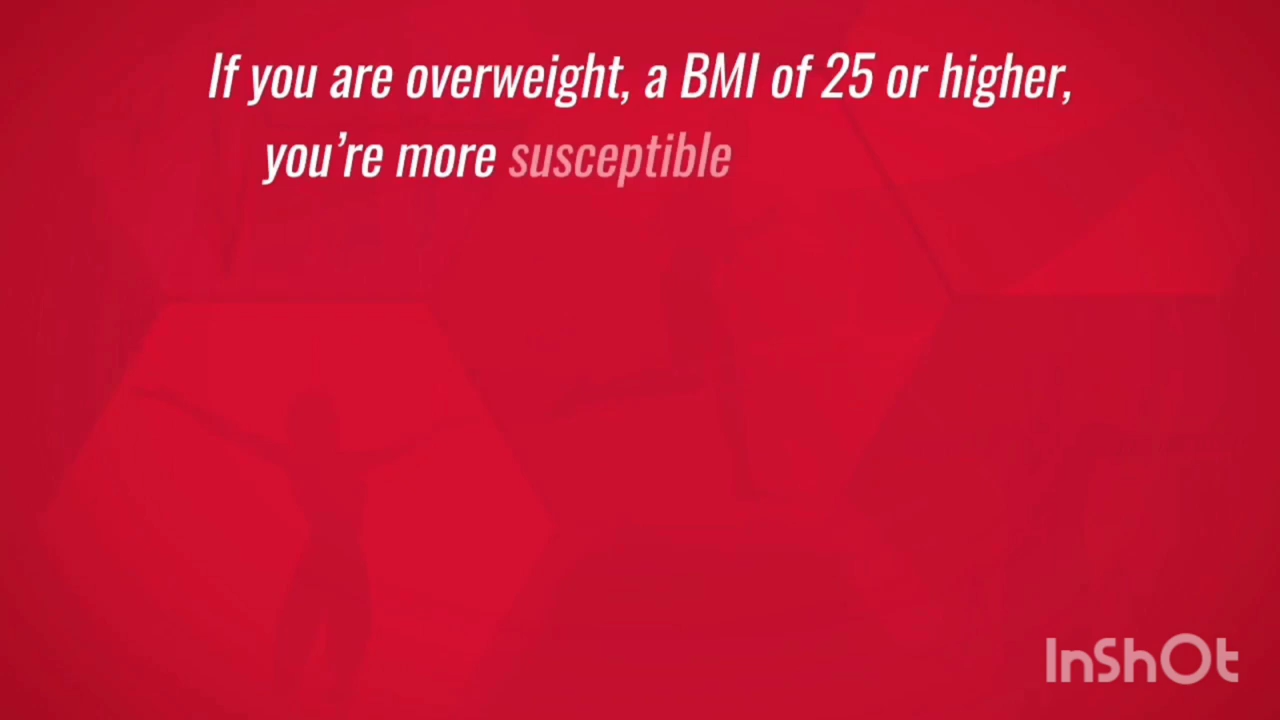 If you are overweight, a BMI of 25 or higher,
you’re more susceptible
InShOt